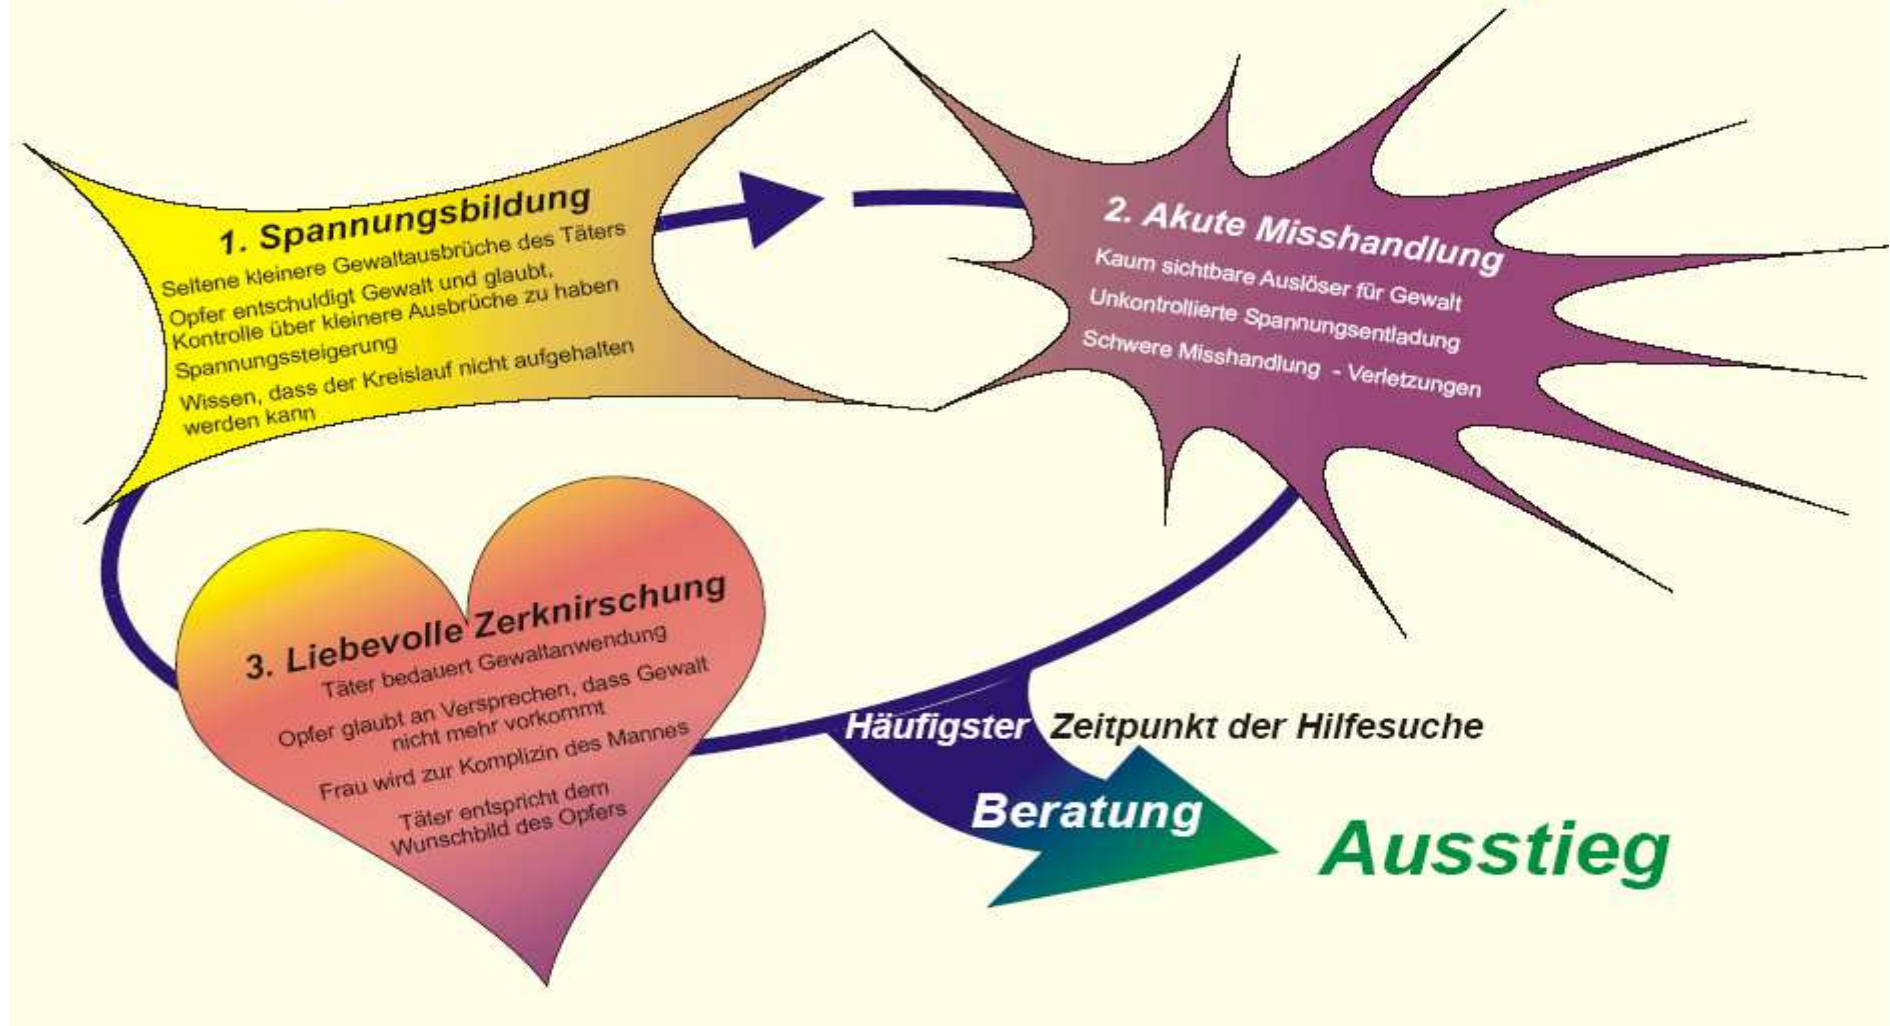 1. Spannungsbildung
Seltene kleinere Gewaltausbrüche des Täters
Opfer entschuldigt Gewalt und glaubt,
Kontrolle über kleinere Ausbrüche zu haben
Spannungssteigerung
Wissen, dass der Kreislauf nicht aufgehalten
werden kann
2. Akute Misshandlung
Kaum sichtbare Auslöser für Gewalt
Unkontrollierte Spannungsentladung
Schwere Misshandlung - Verletzungen
3. Liebevolle Zerknirschung
Täter bedauert Gewaltanwendung
Opfer glaubt an Versprechen, dass Gewalt
nicht mehr vorkommt
Frau wird zur Komplizin des Mannes
Täter entspricht dem
Wunschbild des Opfers
Häufigster Zeitpunkt der Hilfesuche
Beratung
Ausstieg